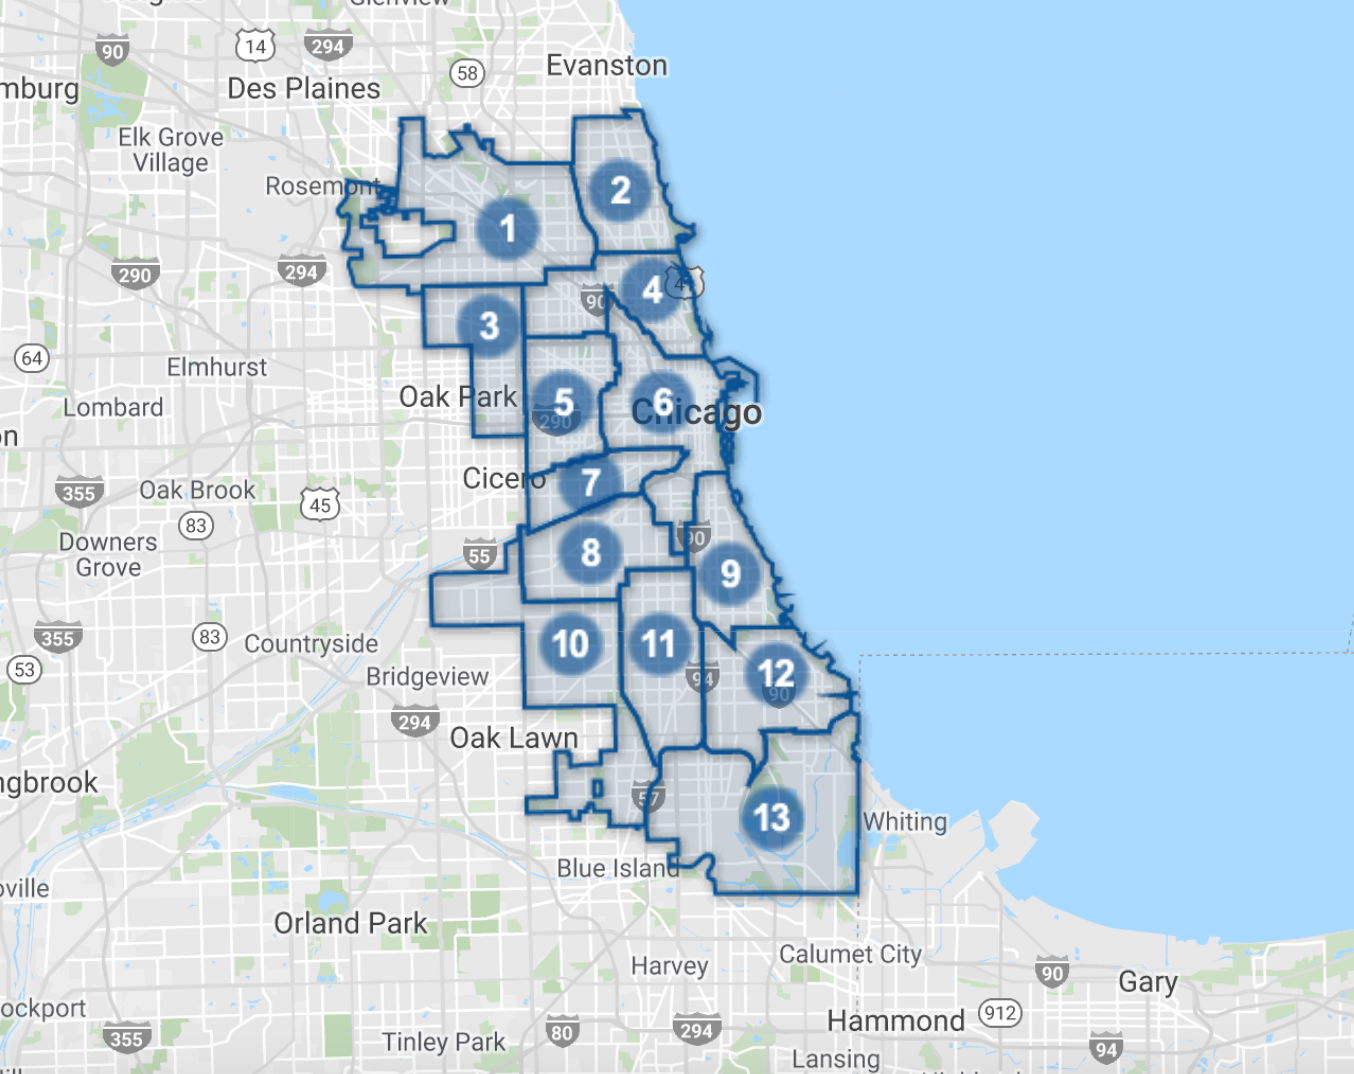 Glenview
90
14
294
58
Evanston
mburg
Des Plaines
Elk Grove
Village
Rosemont
2
1
290
294
4
41
90
3
64
Elmhurst
Oak Park
5
290
6
Chicago
Lombard
on
Cicero
7
355
Oak Brook
45
83
Downers
Grove
55
8
90
9
355
83
Countryside
10
11
53
Bridgeview
94
12
90
294
Oak Lawn
ngbrook
57
13
Whiting
Blue Island
oville
Orland Park
Calumet City
Harvey
90
Gary
ockport
912
Hammond
355
80
294
Tinley Park
94
Lansing